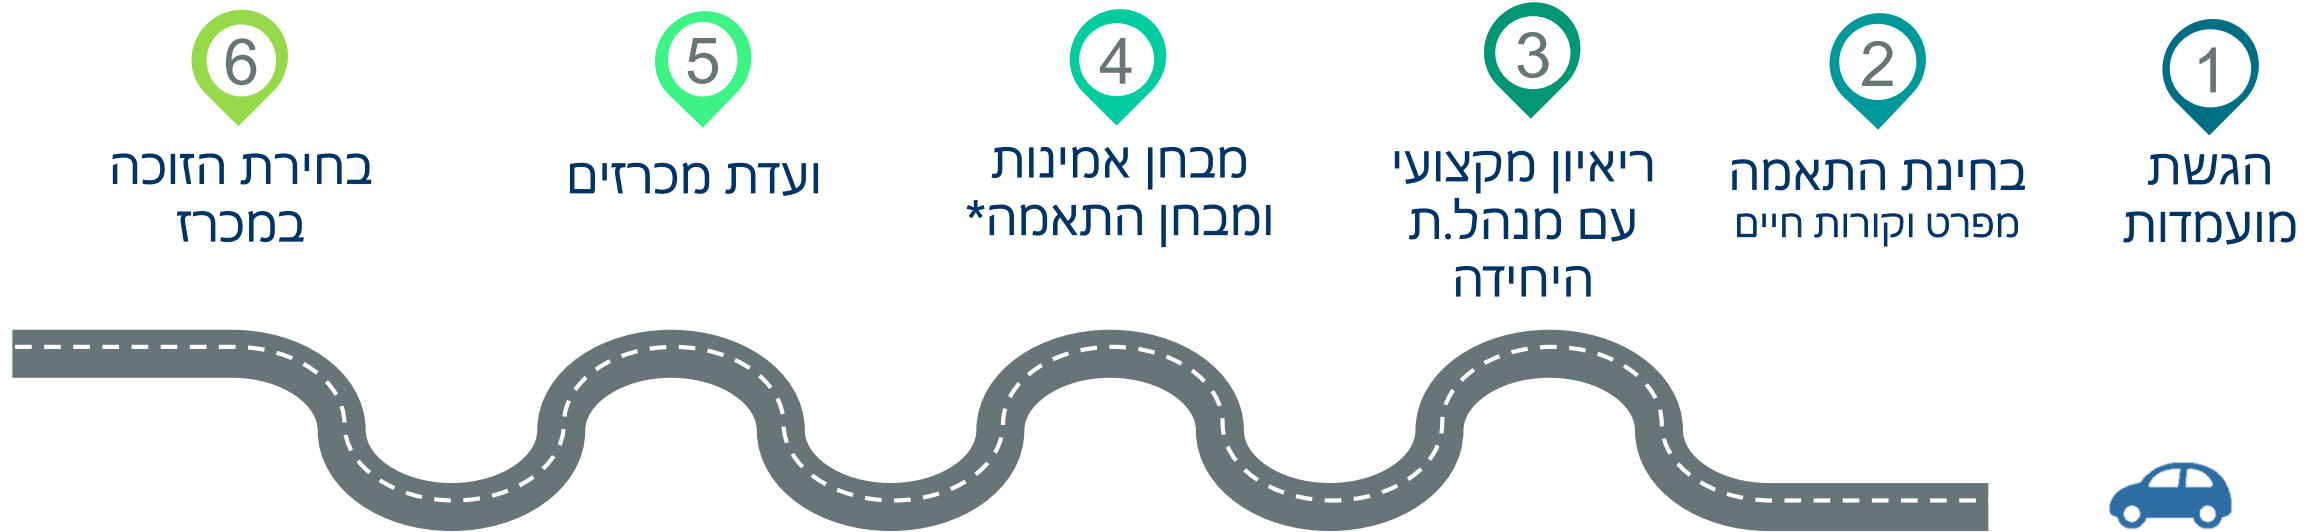 1
הגשת
מועמדות
2
בחינת התאמה
מפרט וקורות חיים
3
ריאיון מקצועי
עם מנהל.ת
היחידה
4
מבחן אמינות
ומבחן התאמה*
5
ועדת מכרזים
6
בחירת הזוכה
במכרז